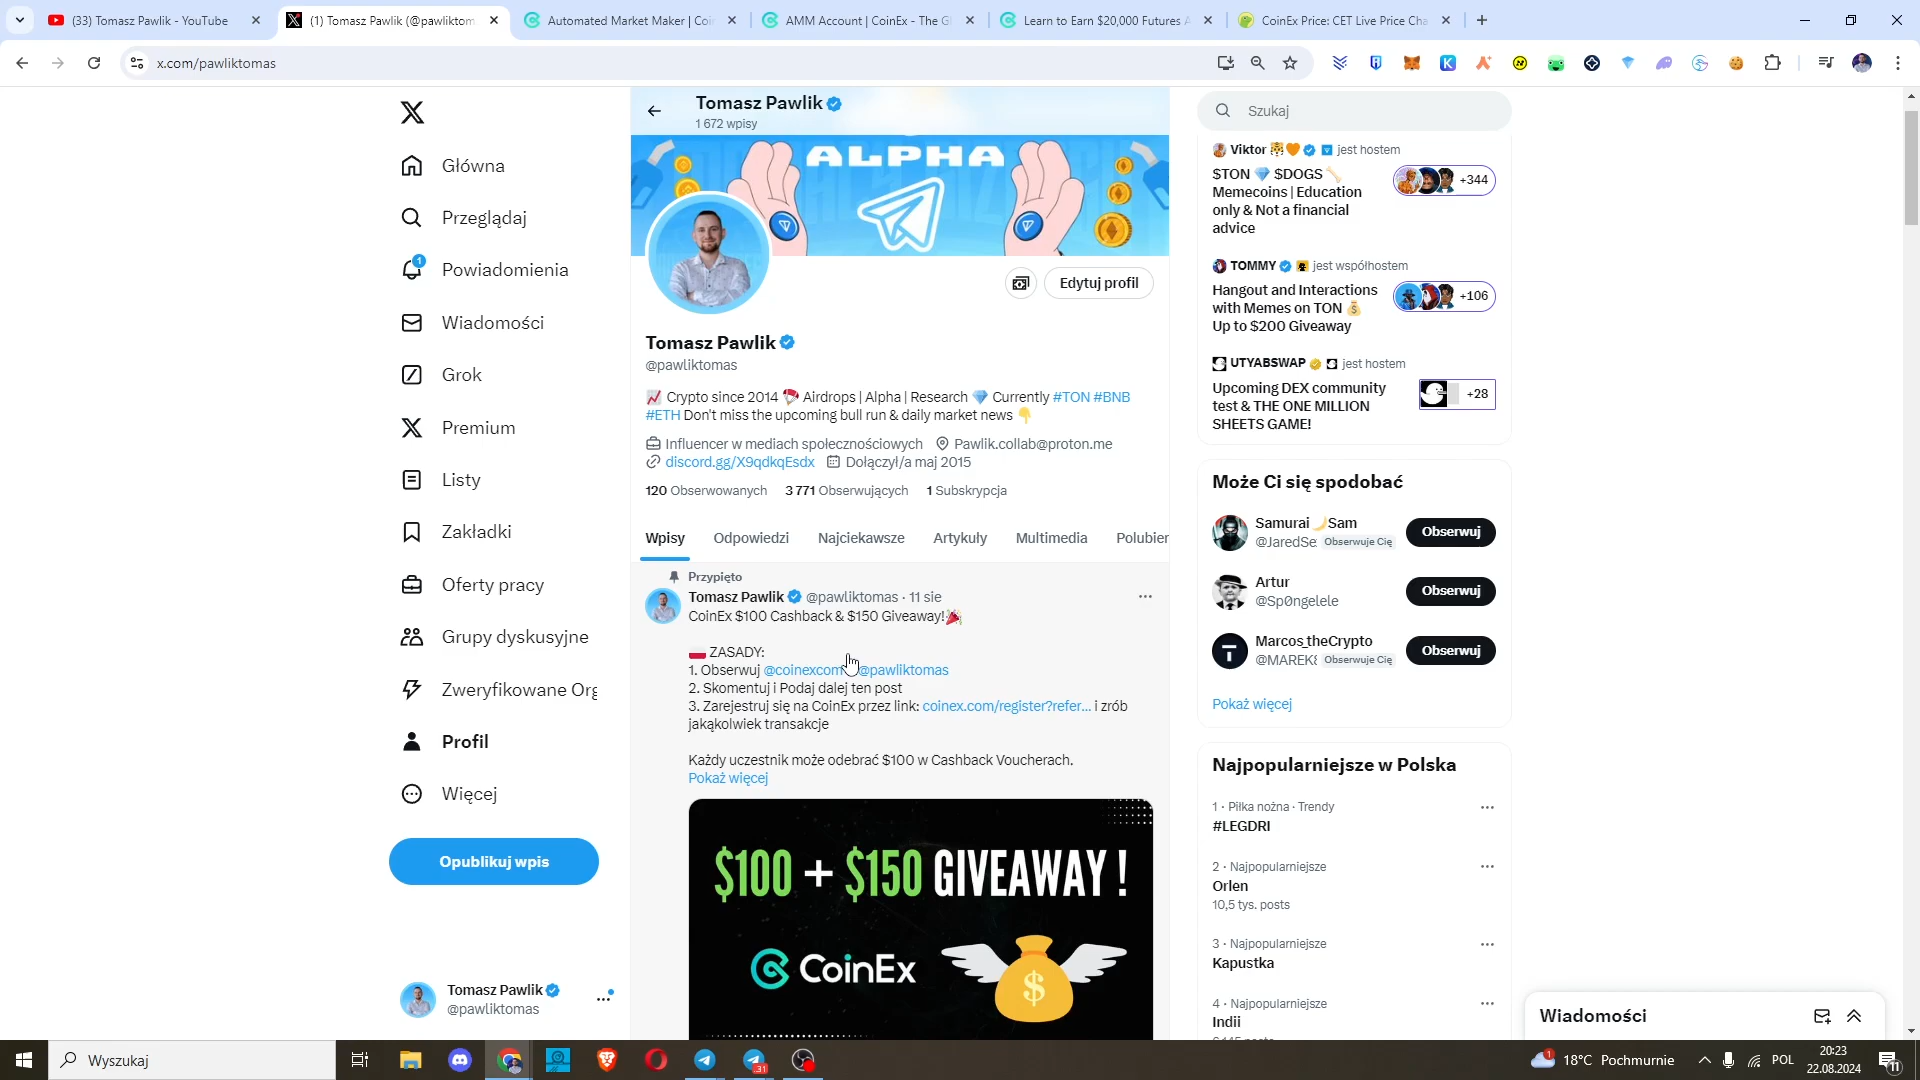 (33) Tomasz Pawlik - YouTube
(1) Tomasz Pawlik (@pawliktom
Automated Market Maker | Coi
AMM Account | CoinEx - The G
Learn to Earn $20,000 Futures A
CoinEx Price: CET Live Price Cha
x.com/pawliktomas
Główna
Przeglądaj
1
Powiadomienia
Wiadomości
Grok
Premium
Listy
Zakładki
Oferty pracy
Grupy dyskusyjne
Zweryfikowane Org
Profil
Więcej
Opublikuj wpis
Tomasz Pawlik
@pawliktomas
Tomasz Pawlik
1 672 wpisy
ALPHA
Edytuj profil
Tomasz Pawlik
@pawliktomas
Crypto since 2014 Airdrops | Alpha | Research Currently #TON #BNB
#ETH Don't miss the upcoming bull run & daily market news
Influencer w mediach społecznościowych Pawlik.collab@proton.me
discord.gg/X9qdkqEsdx Dołączył/a maj 2015
120 Obserwowanych 3 771 Obserwujących 1 Subskrypcja
Wpisy Odpowiedzi Najciekawsze Artykuły Multimedia Polubier
Przypięto
Tomasz Pawlik @pawliktomas · 11 sie
CoinEx $100 Cashback & $150 Giveaway!
ZASADY:
1. Obserwuj @coinexcom @pawliktomas
2. Skomentuj i Podaj dalej ten post
3. Zarejestruj się na CoinEx przez link: coinex.com/register?refer... i zrób
jakąkolwiek transakcje
Każdy uczestnik może odebrać $100 w Cashback Voucherach.
Pokaż więcej
$100 + $150 GIVEAWAY !
CoinEx
$
Szukaj
Viktor jest hostem
$TON $DOGS
Memecoins | Education
only & Not a financial
advice
+344
TOMMY jest współhostem
Hangout and Interactions
with Memes on TON
Up to $200 Giveaway
+106
UTYABSWAP jest hostem
Upcoming DEX community
test & THE ONE MILLION
SHEETS GAME!
+28
Może Ci się spodobać
Samurai Sam
@JaredSe Obserwuje Cię
Obserwuj
Artur
@Sp0ngelele
Obserwuj
Marcos_theCrypto
@MAREK Obserwuje Cię
Obserwuj
Pokaż więcej
Najpopularniejsze w Polska
1 · Piłka nożna · Trendy
#LEGDRI
2 · Najpopularniejsze
Orlen
10,5 tys. posts
3 · Najpopularniejsze
Kapustka
4 · Najpopularniejsze
Indii
Wiadomości
Wyszukaj
31
1
18°C Pochmurnie
POL
20:23
22.08.2024
11